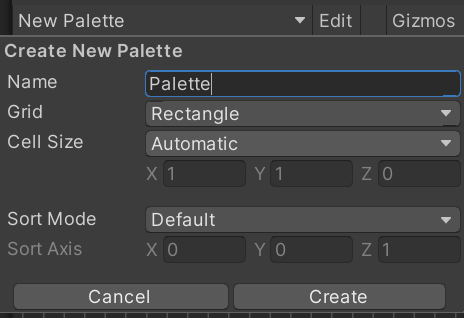 New Palette Edit Gizmos
Create New Palette
Name Palette
Grid Rectangle
Cell Size Automatic
X 1 Y 1 Z 0
Sort Mode Default
Sort Axis X 0 Y 0 Z 1
Cancel Create